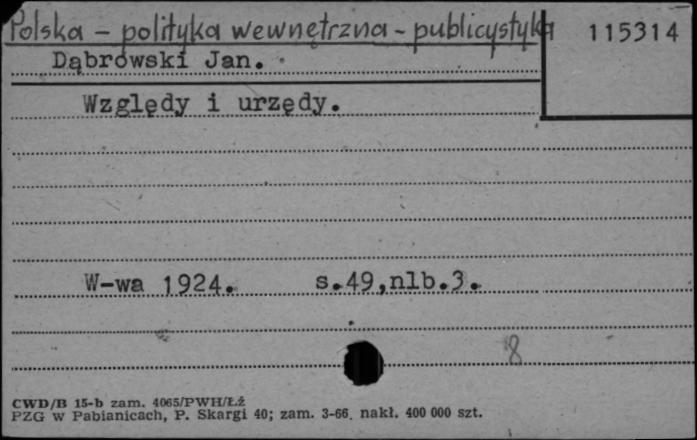 Polska - polityka wewnętrzna - publicystyka
115314
Dąbrowski Jan.
Względy i urzędy.
W-wa 1924. s.49,nlb.3.
8
CWD/B 15-b zam. 4065/PWH/Łż
PZG w Pabianicach, P. Skargi 40; zam. 3-66. nakł. 400 000 szt.